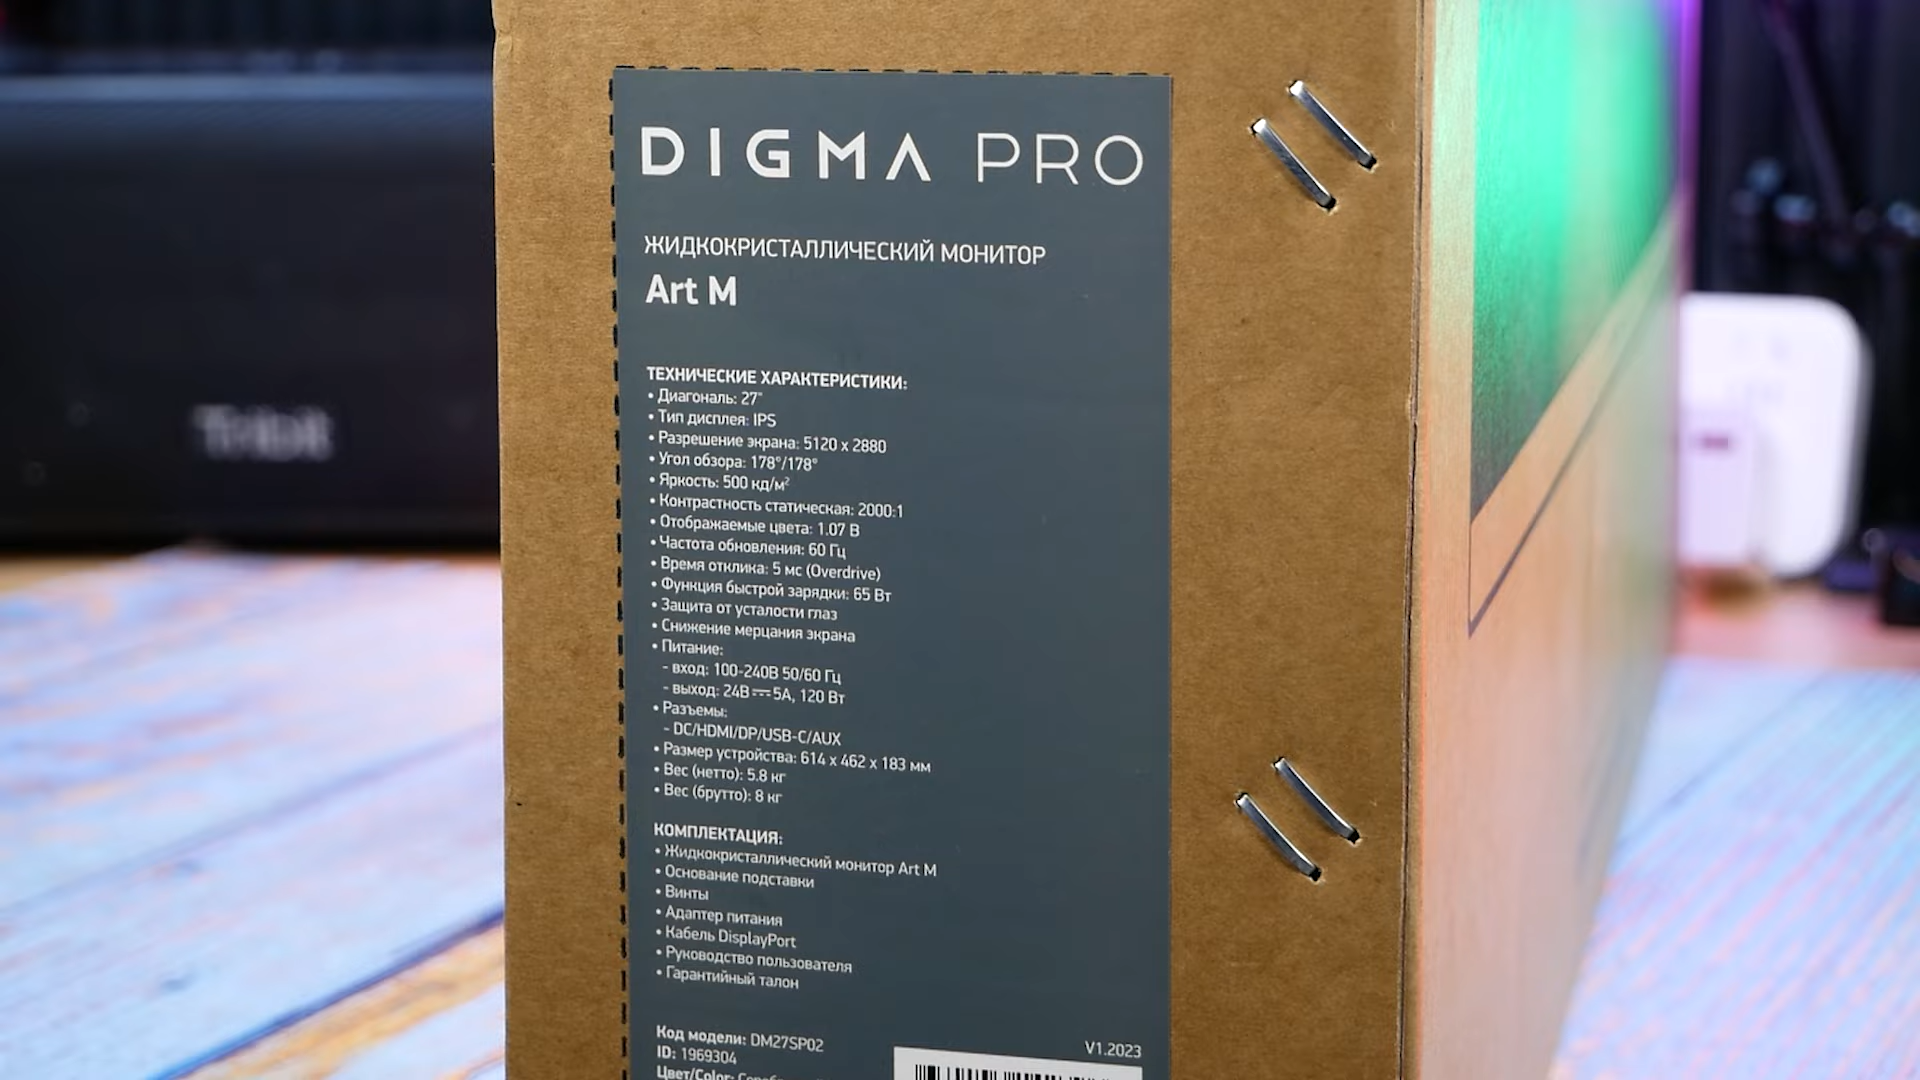 DIGMA PRO
ЖИДКОКРИСТАЛЛИЧЕСКИЙ МОНИТОР
Art M
ТЕХНИЧЕСКИЕ ХАРАКТЕРИСТИКИ:
• Диагональ: 27"
• Тип дисплея: IPS
• Разрешение экрана: 5120 x 2880
• Угол обзора: 178°/178°
• Яркость: 500 кд/м²
• Контрастность статическая: 2000:1
• Отображаемые цвета: 1.07 B
• Частота обновления: 60 Гц
• Время отклика: 5 мс (Overdrive)
• Функция быстрой зарядки: 65 Вт
• Защита от усталости глаз
• Снижение мерцания экрана
• Питание:
- вход: 100-240В 50/60 Гц
- выход: 24В⎓5А, 120 Вт
• Разъемы:
- DC/HDMI/DP/USB-C/AUX
• Размер устройства: 614 x 462 x 183 мм
• Вес (нетто): 5.8 кг
• Вес (брутто): 8 кг
КОМПЛЕКТАЦИЯ:
• Жидкокристаллический монитор Art M
• Основание подставки
• Винты
• Адаптер питания
• Кабель DisplayPort
• Руководство пользователя
• Гарантийный талон
Код модели: DM27SP02
V1.2023
ID: 1969304
Цвет/Color:
Tribit